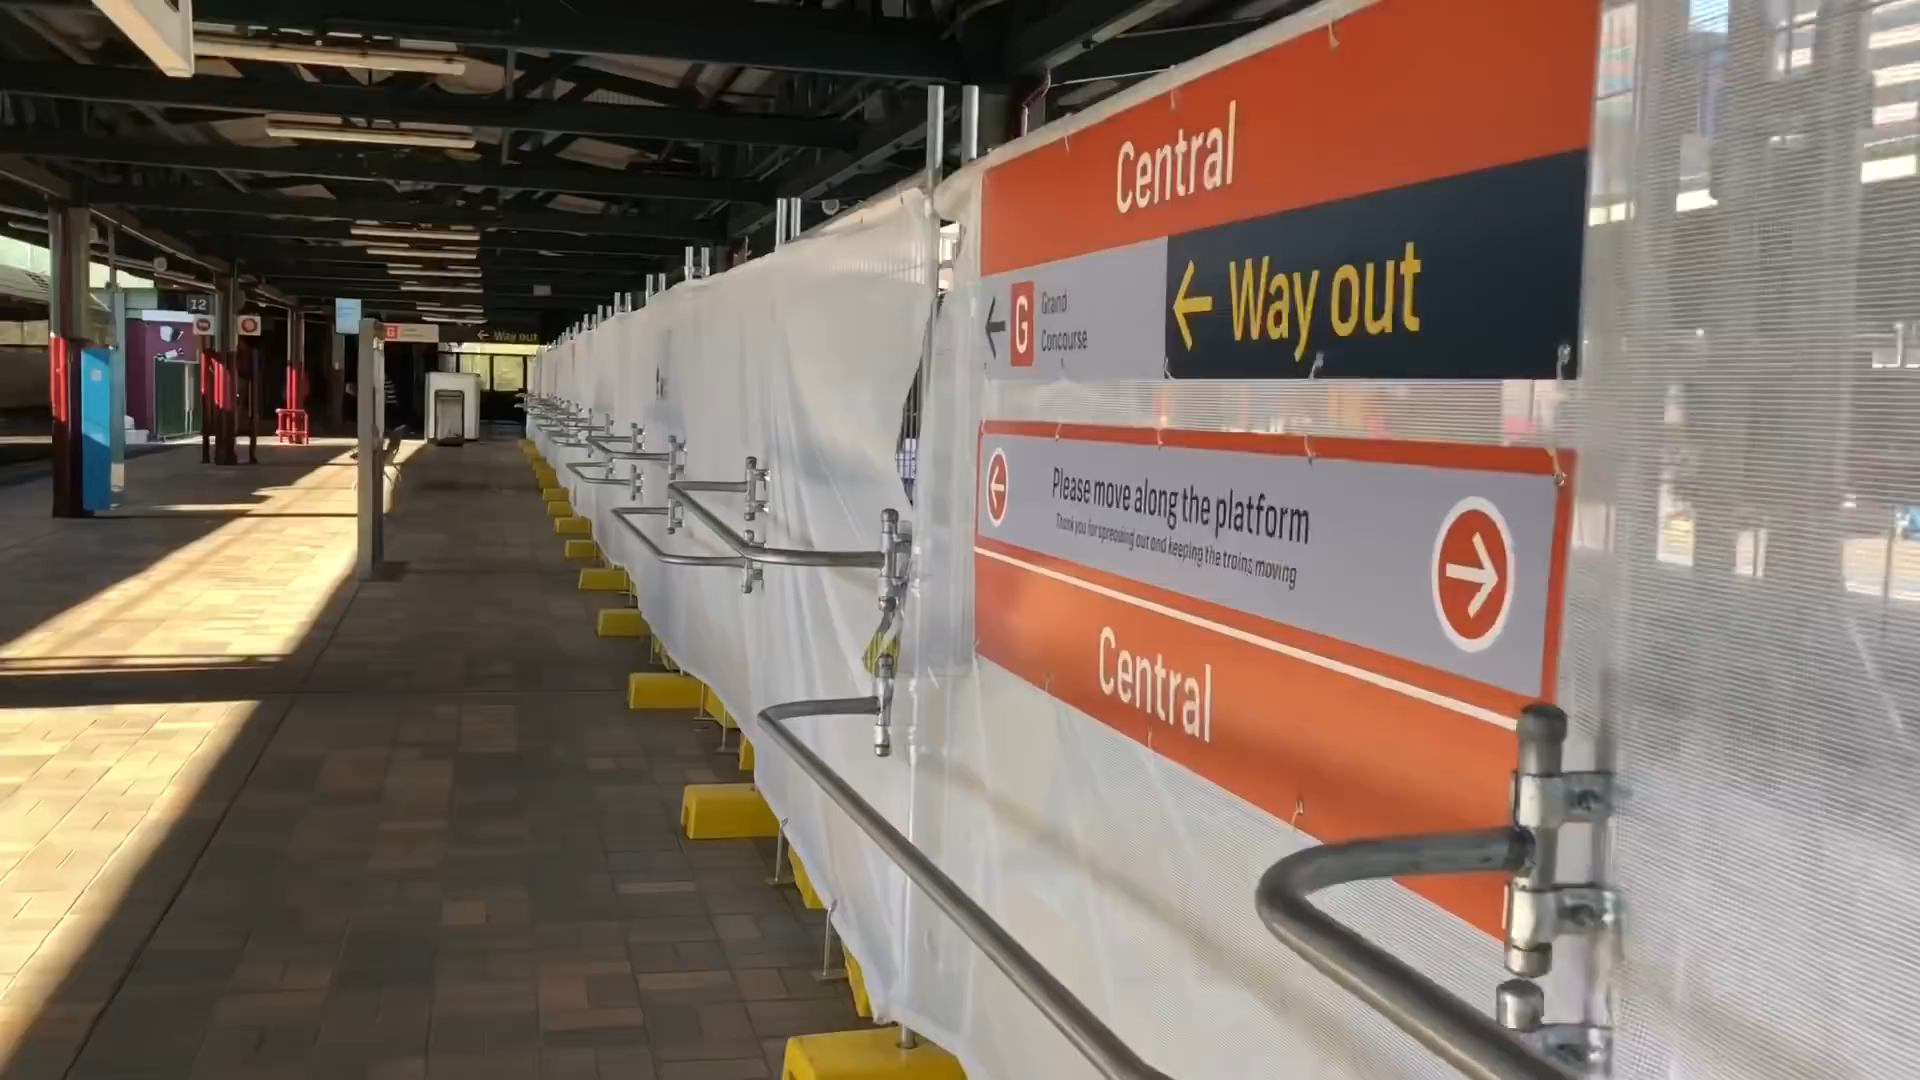 Central
G
Grand
Concourse
← Way out
Please move along the platform
Thank you for spreading out and keeping the trains moving
Central
12
G
← Way out